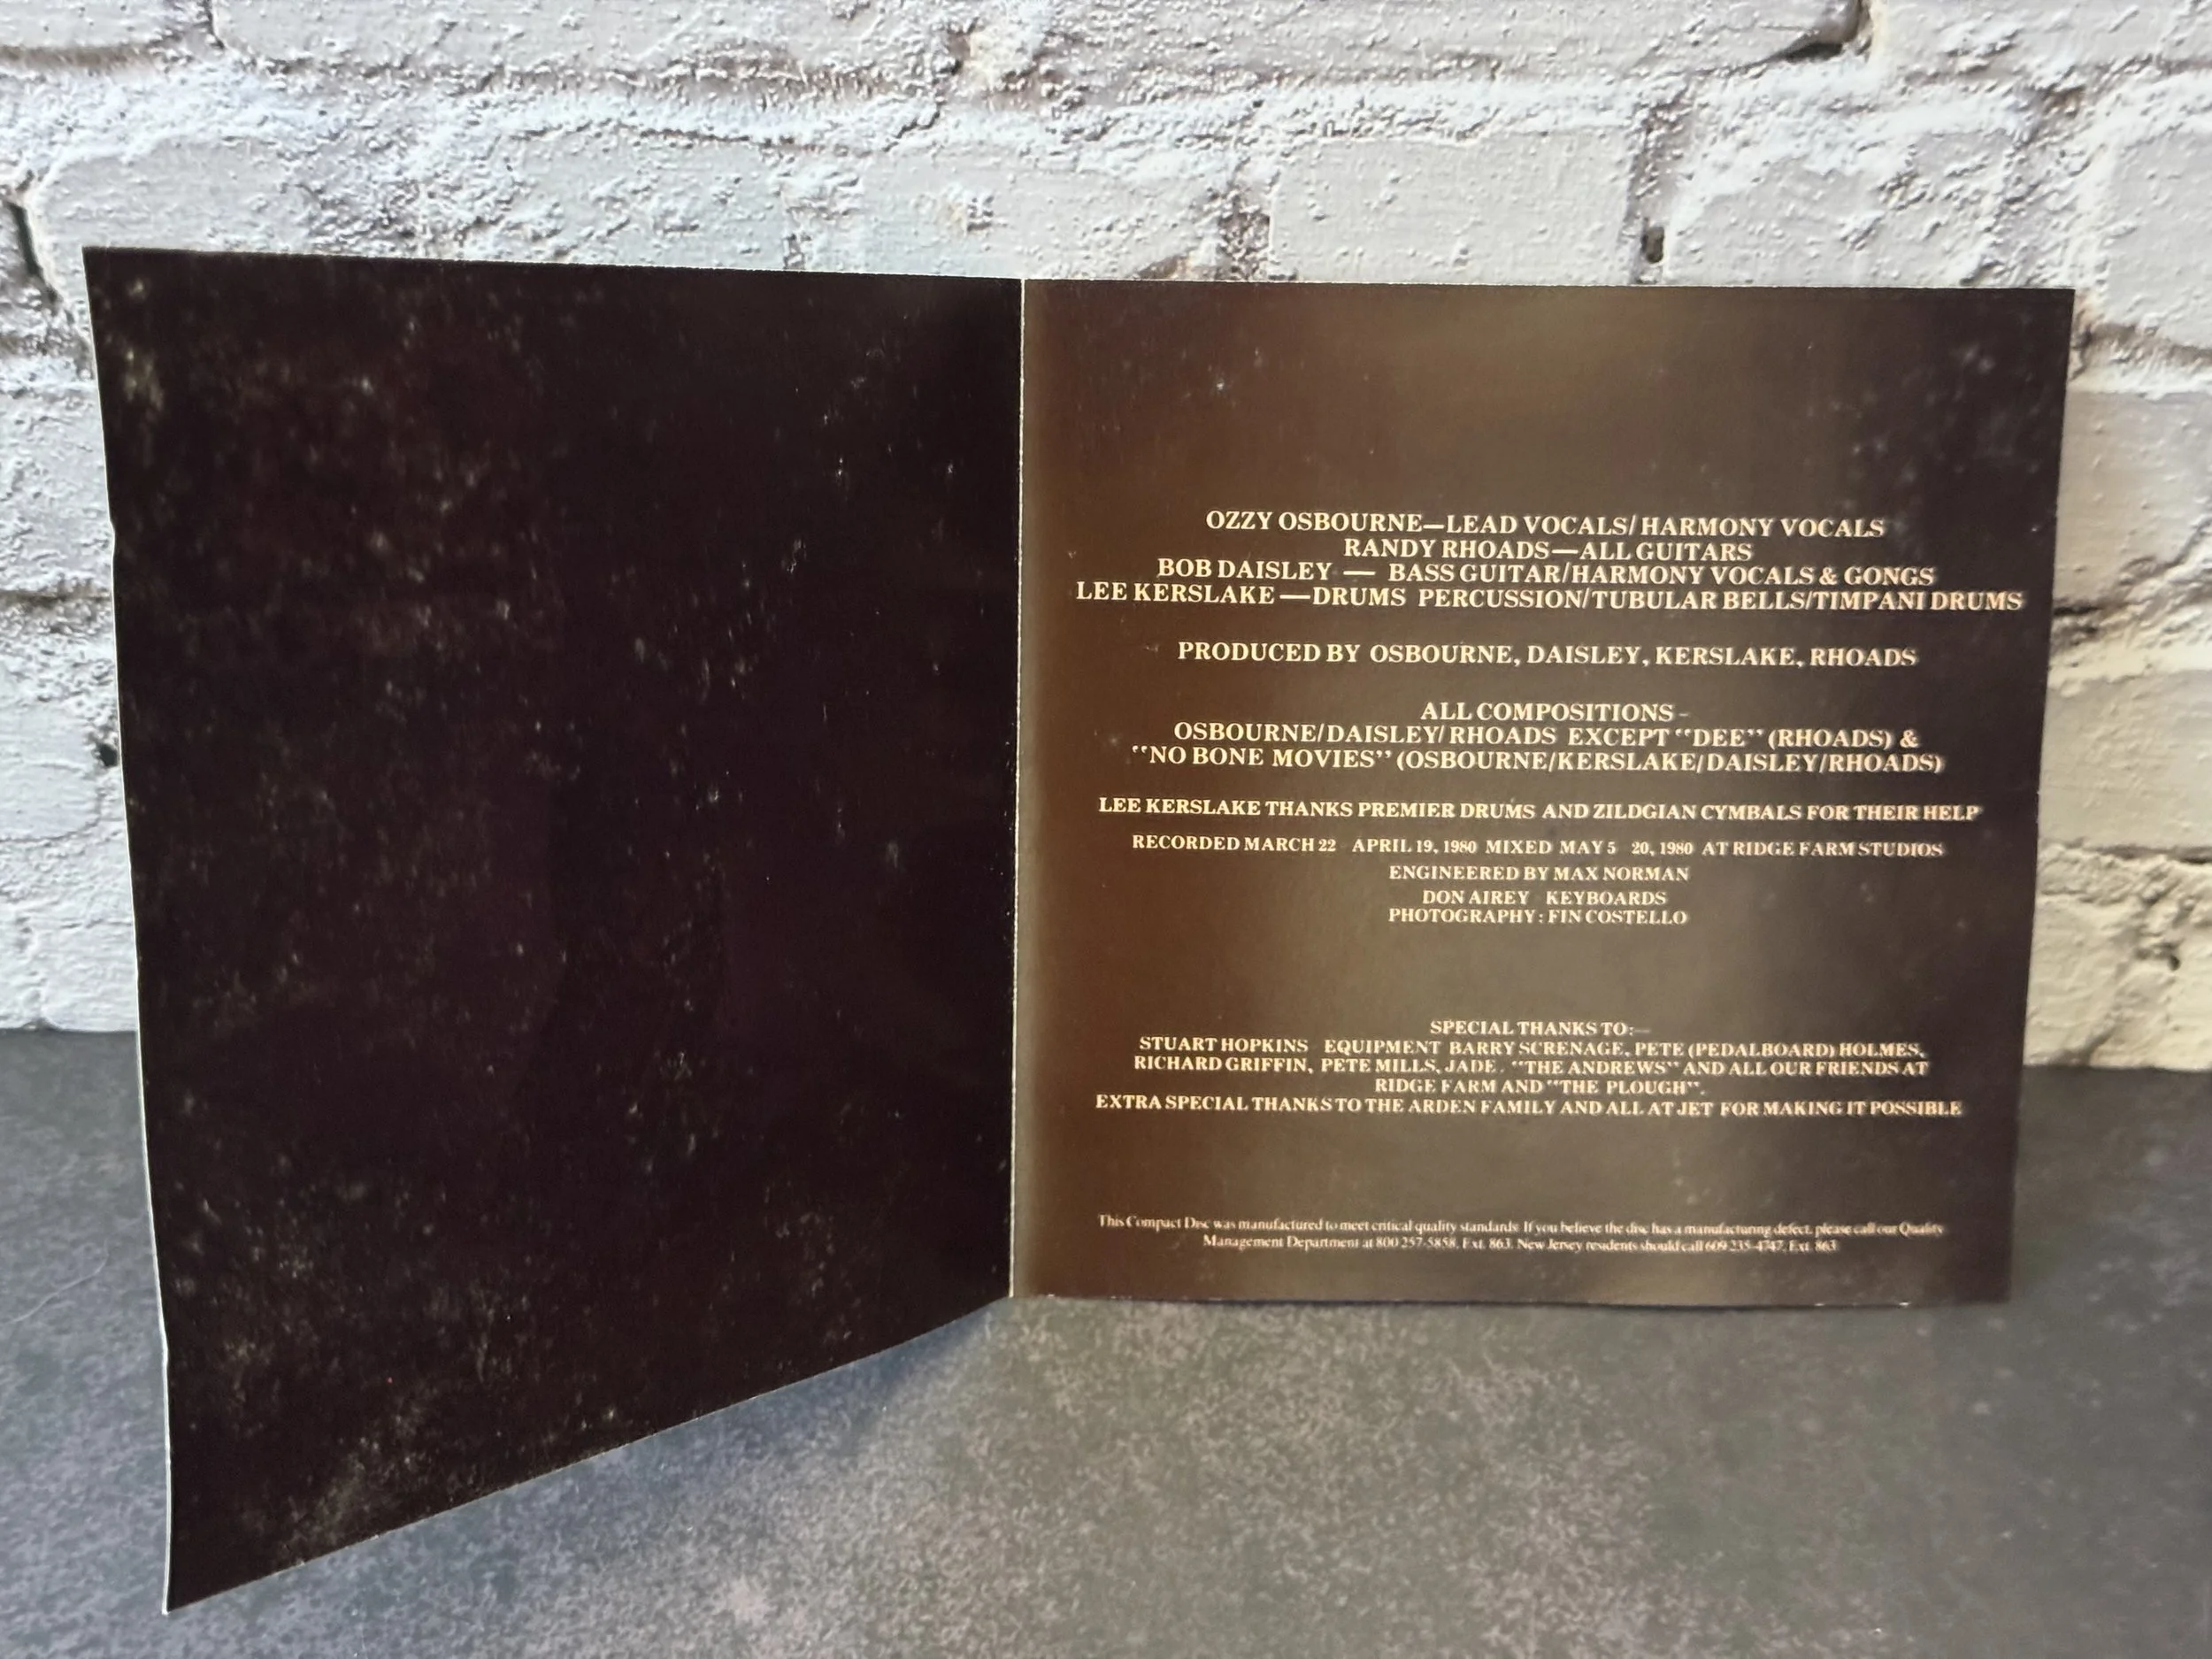 OZZY OSBOURNE—LEAD VOCALS/HARMONY VOCALS
RANDY RHOADS—ALL GUITARS
BOB DAISLEY — BASS GUITAR/HARMONY VOCALS & GONGS
LEE KERSLAKE—DRUMS PERCUSSION/TUBULAR BELLS/TIMPANI DRUMS
PRODUCED BY OSBOURNE, DAISLEY, KERSLAKE, RHOADS
ALL COMPOSITIONS-
OSBOURNE/DAISLEY/RHOADS EXCEPT "DEE" (RHOADS) &
"NO BONE MOVIES" (OSBOURNE/KERSLAKE/DAISLEY/RHOADS)
LEE KERSLAKE THANKS PREMIER DRUMS AND ZILDGIAN CYMBALS FOR THEIR HELP
RECORDED MARCH 22 APRIL 19, 1980 MIXED MAY 5 20, 1980 AT RIDGE FARM STUDIOS
ENGINEERED BY MAX NORMAN
DON AIREY KEYBOARDS
PHOTOGRAPHY: FIN COSTELLO
SPECIAL THANKS TO:—
STUART HOPKINS EQUIPMENT BARRY SCRENAGE, PETE (PEDALBOARD) HOLMES,
RICHARD GRIFFIN, PETE MILLS, JADE. "THE ANDREWS" AND ALL OUR FRIENDS AT
RIDGE FARM AND "THE PLOUGH".
EXTRA SPECIAL THANKS TO THE ARDEN FAMILY AND ALL AT JET FOR MAKING IT POSSIBLE
This Compact Disc was manufactured to meet critical quality standards. If you believe the disc has a manufacturing defect, please call our Quality
Management Department at 800 257-5858, Ext. 863. New Jersey residents should call 609 235-4747, Ext. 863